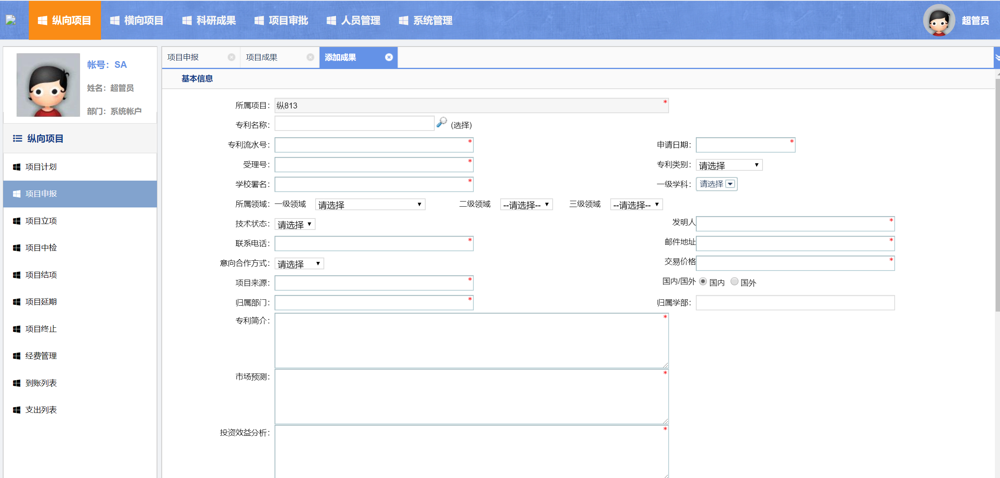 纵向项目 横向项目 科研成果 项目审批 人员管理 系统管理 超管员
帐号：SA
姓名：超管员
部门：系统帐户
纵向项目
项目计划
项目申报
项目立项
项目中检
项目结项
项目延期
项目终止
经费管理
到账列表
支出列表
项目申报 项目成果 添加成果
基本信息
所属项目： 纵813 *
专利名称： (选择)
专利流水号： * 申请日期： *
受理号： * 专利类别： 请选择
学校署名： * 一级学科： 请选择
所属领域： 一级领域 请选择 二级领域 --请选择-- 三级领域 --请选择--
技术状态： 请选择 发明人 *
联系电话： * 邮件地址 *
意向合作方式： 请选择 交易价格 *
项目来源： * 国内/国外 国内 国外
归属部门： * 归属学部：
专利简介： *
市场预测： *
投资效益分析： *